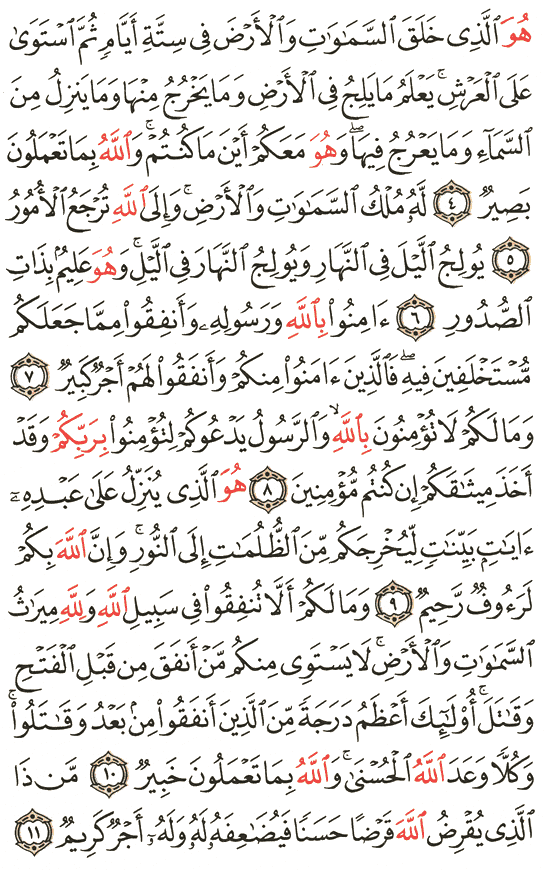 هُوَ ٱلَّذِى خَلَقَ ٱلسَّمَٰوَٰتِ وَٱلْأَرْضَ فِى سِتَّةِ أَيَّامٍ ثُمَّ ٱسْتَوَىٰ
عَلَى ٱلْعَرْشِ ۚ يَعْلَمُ مَا يَلِجُ فِى ٱلْأَرْضِ وَمَا يَخْرُجُ مِنْهَا وَمَا يَنزِلُ مِنَ
ٱلسَّمَآءِ وَمَا يَعْرُجُ فِيهَا ۖ وَهُوَ مَعَكُمْ أَيْنَ مَا كُنتُمْ ۚ وَٱللَّهُ بِمَا تَعْمَلُونَ
بَصِيرٌ ٤ لَّهُۥ مُلْكُ ٱلسَّمَٰوَٰتِ وَٱلْأَرْضِ ۚ وَإِلَى ٱللَّهِ تُرْجَعُ ٱلْأُمُورُ
٥ يُولِجُ ٱلَّيْلَ فِى ٱلنَّهَارِ وَيُولِجُ ٱلنَّهَارَ فِى ٱلَّيْلِ ۚ وَهُوَ عَلِيمٌۢ بِذَاتِ
ٱلصُّدُورِ ٦ ءَامِنُوا۟ بِٱللَّهِ وَرَسُولِهِۦ وَأَنفِقُوا۟ مِمَّا جَعَلَكُم
مُّسْتَخْلَفِينَ فِيهِ ۖ فَٱلَّذِينَ ءَامَنُوا۟ مِنكُمْ وَأَنفَقُوا۟ لَهُمْ أَجْرٌ كَبِيرٌ ٧
وَمَا لَكُمْ لَا تُؤْمِنُونَ بِٱللَّهِ ۙ وَٱلرَّسُولُ يَدْعُوكُمْ لِتُؤْمِنُوا۟ بِرَبِّكُمْ وَقَدْ
أَخَذَ مِيثَٰقَكُمْ إِن كُنتُم مُّؤْمِنِينَ ٨ هُوَ ٱلَّذِى يُنَزِّلُ عَلَىٰ عَبْدِهِۦٓ
ءَايَٰتٍۭ بَيِّنَٰتٍ لِّيُخْرِجَكُم مِّنَ ٱلظُّلُمَٰتِ إِلَى ٱلنُّورِ ۚ وَإِنَّ ٱللَّهَ بِكُمْ
لَرَءُوفٌ رَّحِيمٌ ٩ وَمَا لَكُمْ أَلَّا تُنفِقُوا۟ فِى سَبِيلِ ٱللَّهِ وَلِلَّهِ مِيرَٰثُ
ٱلسَّمَٰوَٰتِ وَٱلْأَرْضِ ۚ لَا يَسْتَوِى مِنكُم مَّنْ أَنفَقَ مِن قَبْلِ ٱلْفَتْحِ
وَقَٰتَلَ ۚ أُو۟لَٰٓئِكَ أَعْظَمُ دَرَجَةً مِّنَ ٱلَّذِينَ أَنفَقُوا۟ مِنۢ بَعْدُ وَقَٰتَلُوا۟ ۚ
وَكُلًّا وَعَدَ ٱللَّهُ ٱلْحُسْنَىٰ ۚ وَٱللَّهُ بِمَا تَعْمَلُونَ خَبِيرٌ ١٠ مَّن ذَا
ٱلَّذِى يُقْرِضُ ٱللَّهَ قَرْضًا حَسَنًا فَيُضَٰعِفَهُۥ لَهُۥ وَلَهُۥٓ أَجْرٌ كَرِيمٌ ١١